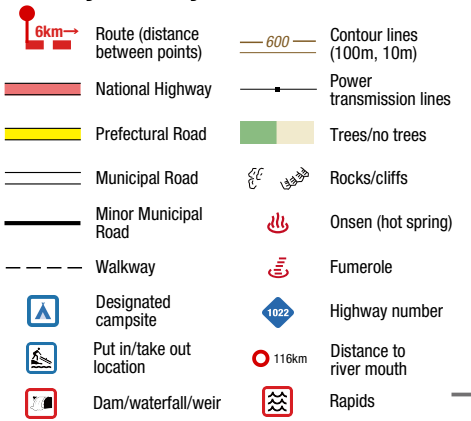 6km→
Route (distance
between points)
National Highway
Prefectural Road
Municipal Road
Minor Municipal
Road
Walkway
Designated
campsite
Put in/take out
location
Dam/waterfall/weir
600
Contour lines
(100m, 10m)
Power
transmission lines
Trees/no trees
Rocks/cliffs
Onsen (hot spring)
Fumerole
1022
Highway number
116km
Distance to
river mouth
Rapids